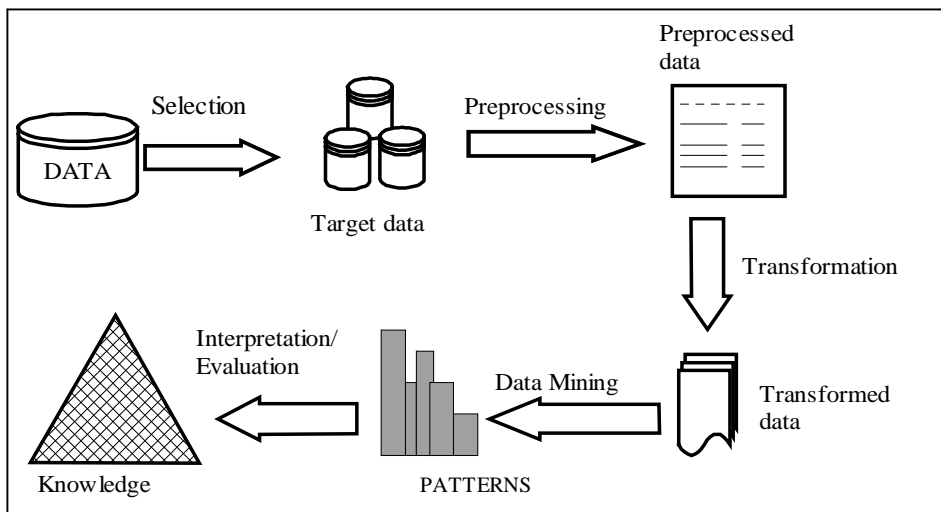 DATA
Selection
Target data
Preprocessing
Preprocessed
data
Transformation
Transformed
data
Data Mining
PATTERNS
Interpretation/
Evaluation
Knowledge